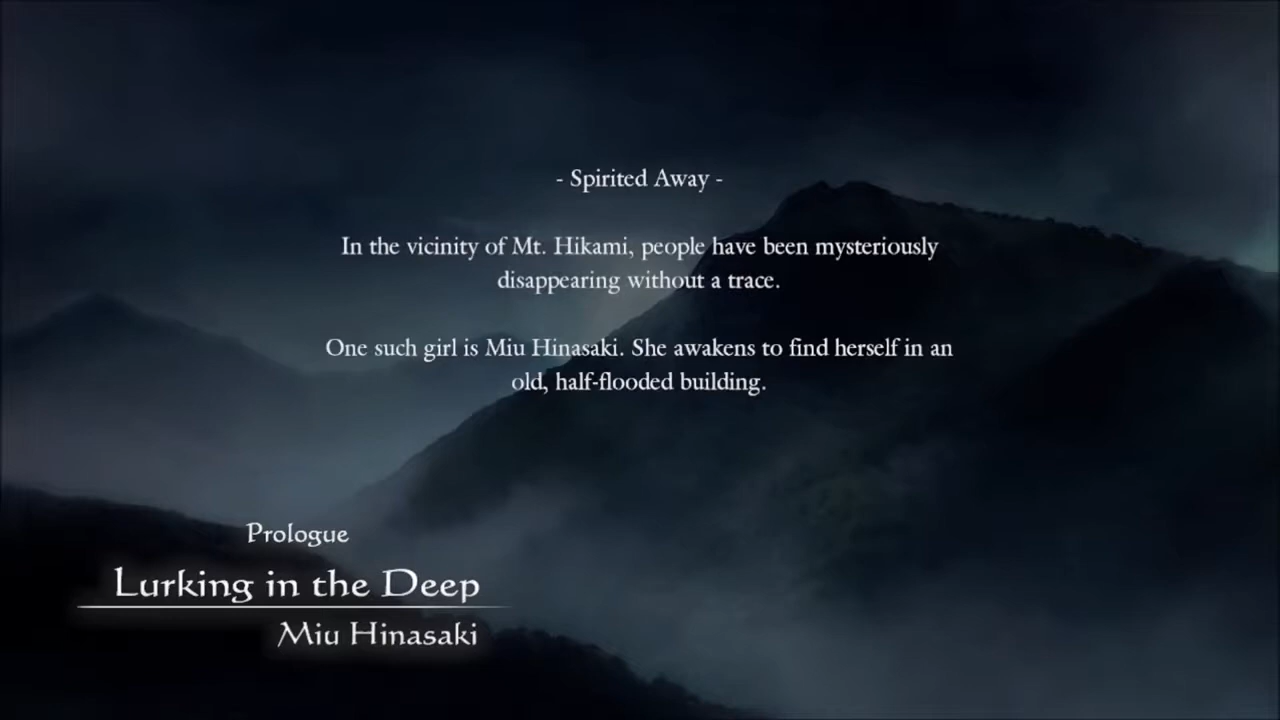 - Spirited Away -
In the vicinity of Mt. Hikami, people have been mysteriously
disappearing without a trace.
One such girl is Miu Hinasaki. She awakens to find herself in an
old, half-flooded building.
Prologue
Lurking in the Deep
Miu Hinasaki